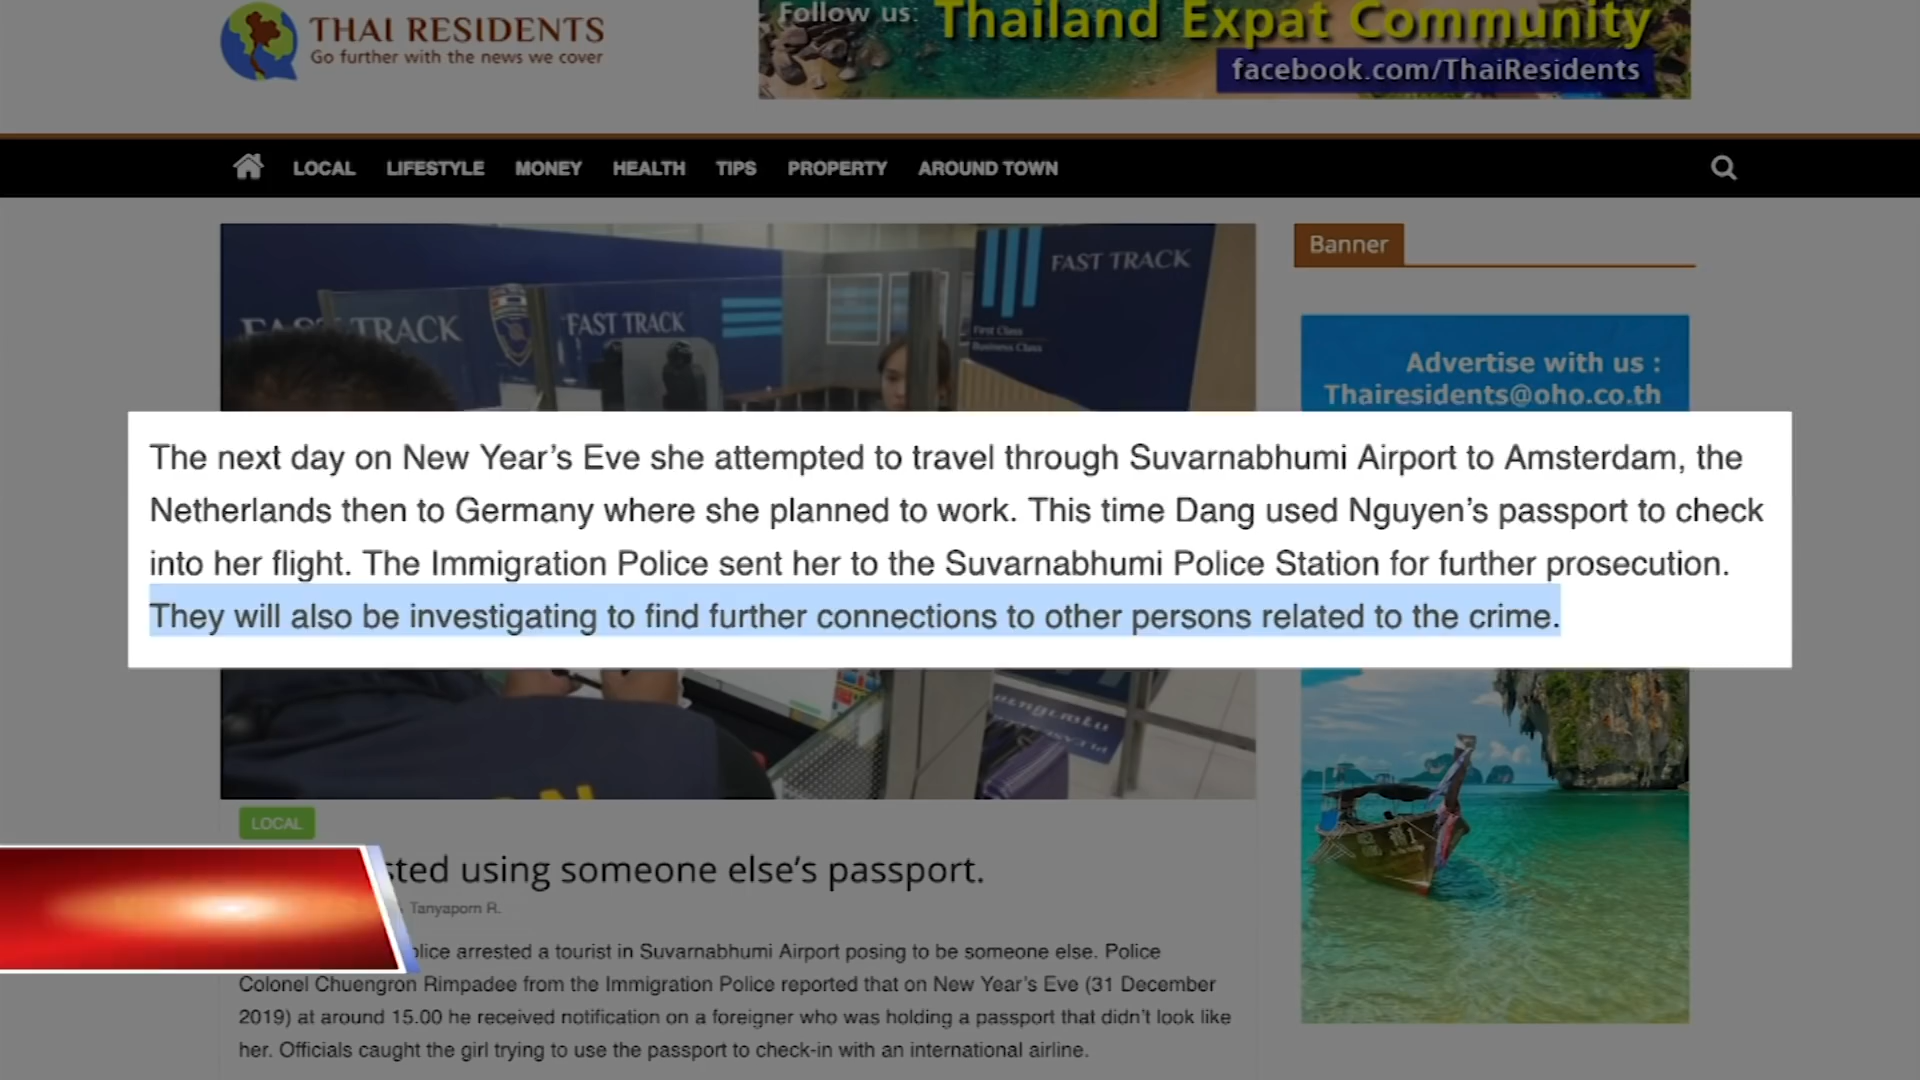 THAI RESIDENTS
Go further with the news we cover
Follow us: Thailand Expat Community
facebook.com/ThaiResidents
LOCAL LIFESTYLE MONEY HEALTH TIPS PROPERTY AROUND TOWN
Banner
FAST TRACK
FAST TRACK
FAST TRACK
First Class
Business Class
Advertise with us :
Thairesidents@oho.co.th
The next day on New Year’s Eve she attempted to travel through Suvarnabhumi Airport to Amsterdam, the
Netherlands then to Germany where she planned to work. This time Dang used Nguyen’s passport to check
into her flight. The Immigration Police sent her to the Suvarnabhumi Police Station for further prosecution.
They will also be investigating to find further connections to other persons related to the crime.
LOCAL
sted using someone else’s passport.
Tanyaporn R.
olice arrested a tourist in Suvarnabhumi Airport posing to be someone else. Police
Colonel Chuengron Rimpadee from the Immigration Police reported that on New Year’s Eve (31 December
2019) at around 15.00 he received notification on a foreigner who was holding a passport that didn’t look like
her. Officials caught the girl trying to use the passport to check-in with an international airline.